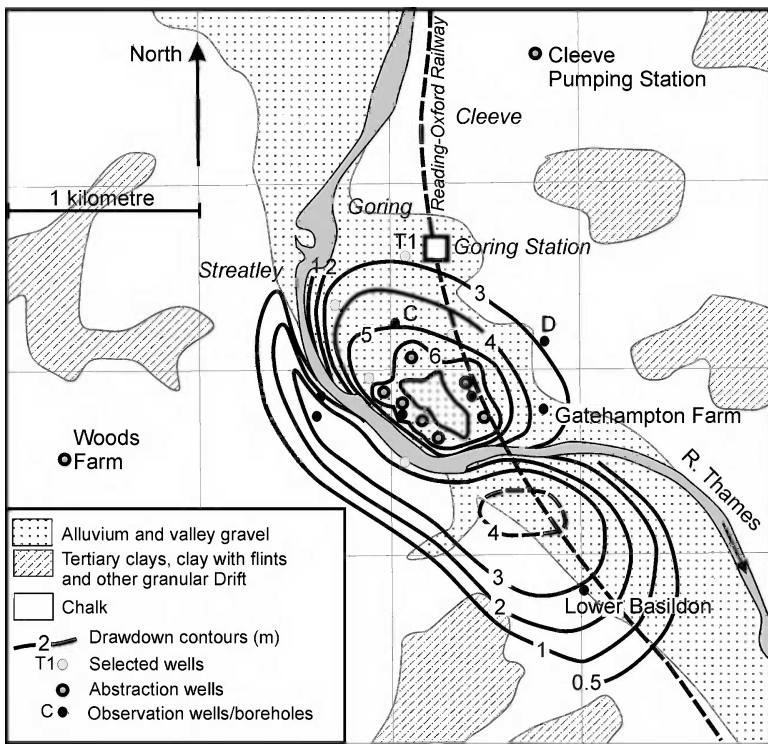 North
Cleeve
Pumping Station
Reading-Oxford Railway
Cleeve
1 kilometre
Goring
T1
Goring Station
Streatley
1
2
3
C
D
5
4
6
Gatehampton Farm
Woods
Farm
R. Thames
4
3
Lower Basildon
2
1
0.5
Alluvium and valley gravel
Tertiary clays, clay with flints
and other granular Drift
Chalk
2 Drawdown contours (m)
T1 Selected wells
Abstraction wells
C Observation wells/boreholes